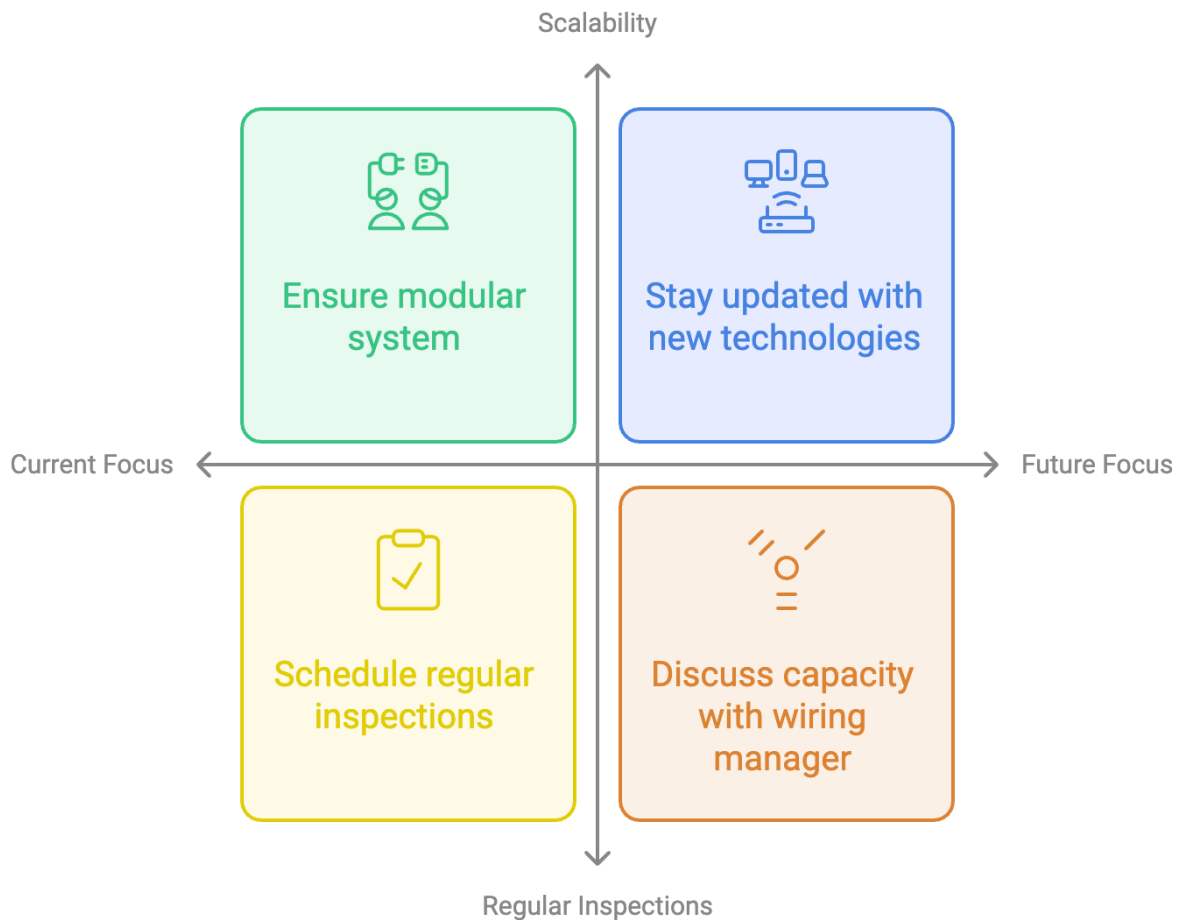 Scalability
Ensure modular
system
Stay updated with
new technologies
Current Focus
Future Focus
Schedule regular
inspections
Discuss capacity
with wiring
manager
Regular Inspections